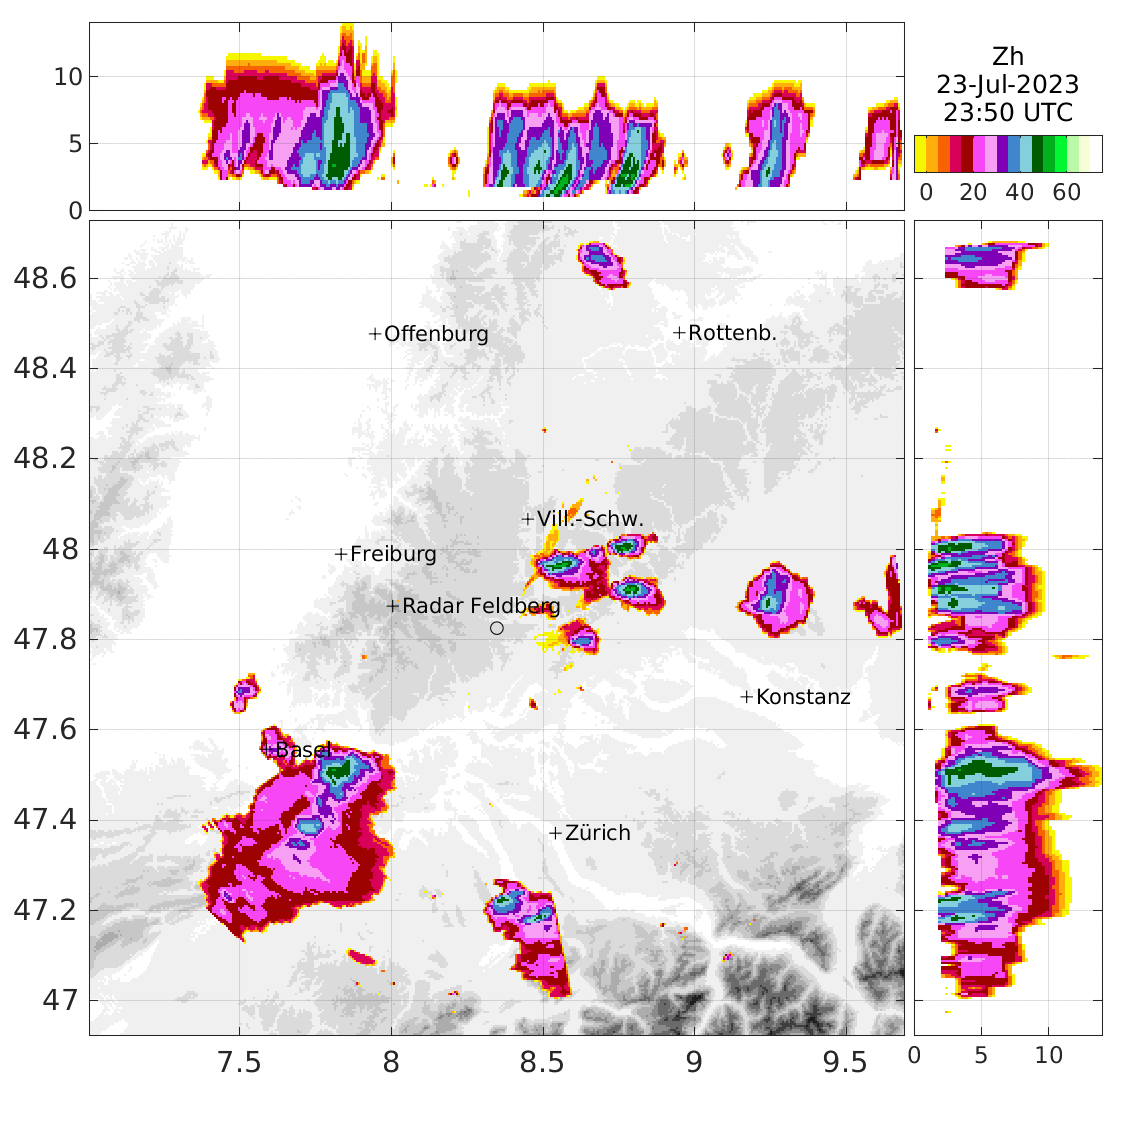 10
5
0
Zh
23-Jul-2023
23:50 UTC
0 20 40 60
48.6
48.4
48.2
48
47.8
47.6
47.4
47.2
47
+Offenburg
+Rottenb.
+Vill.-Schw.
+Freiburg
+Radar Feldberg
+Konstanz
+Basel
+Zürich
7.5 8 8.5 9 9.5
0 5 10